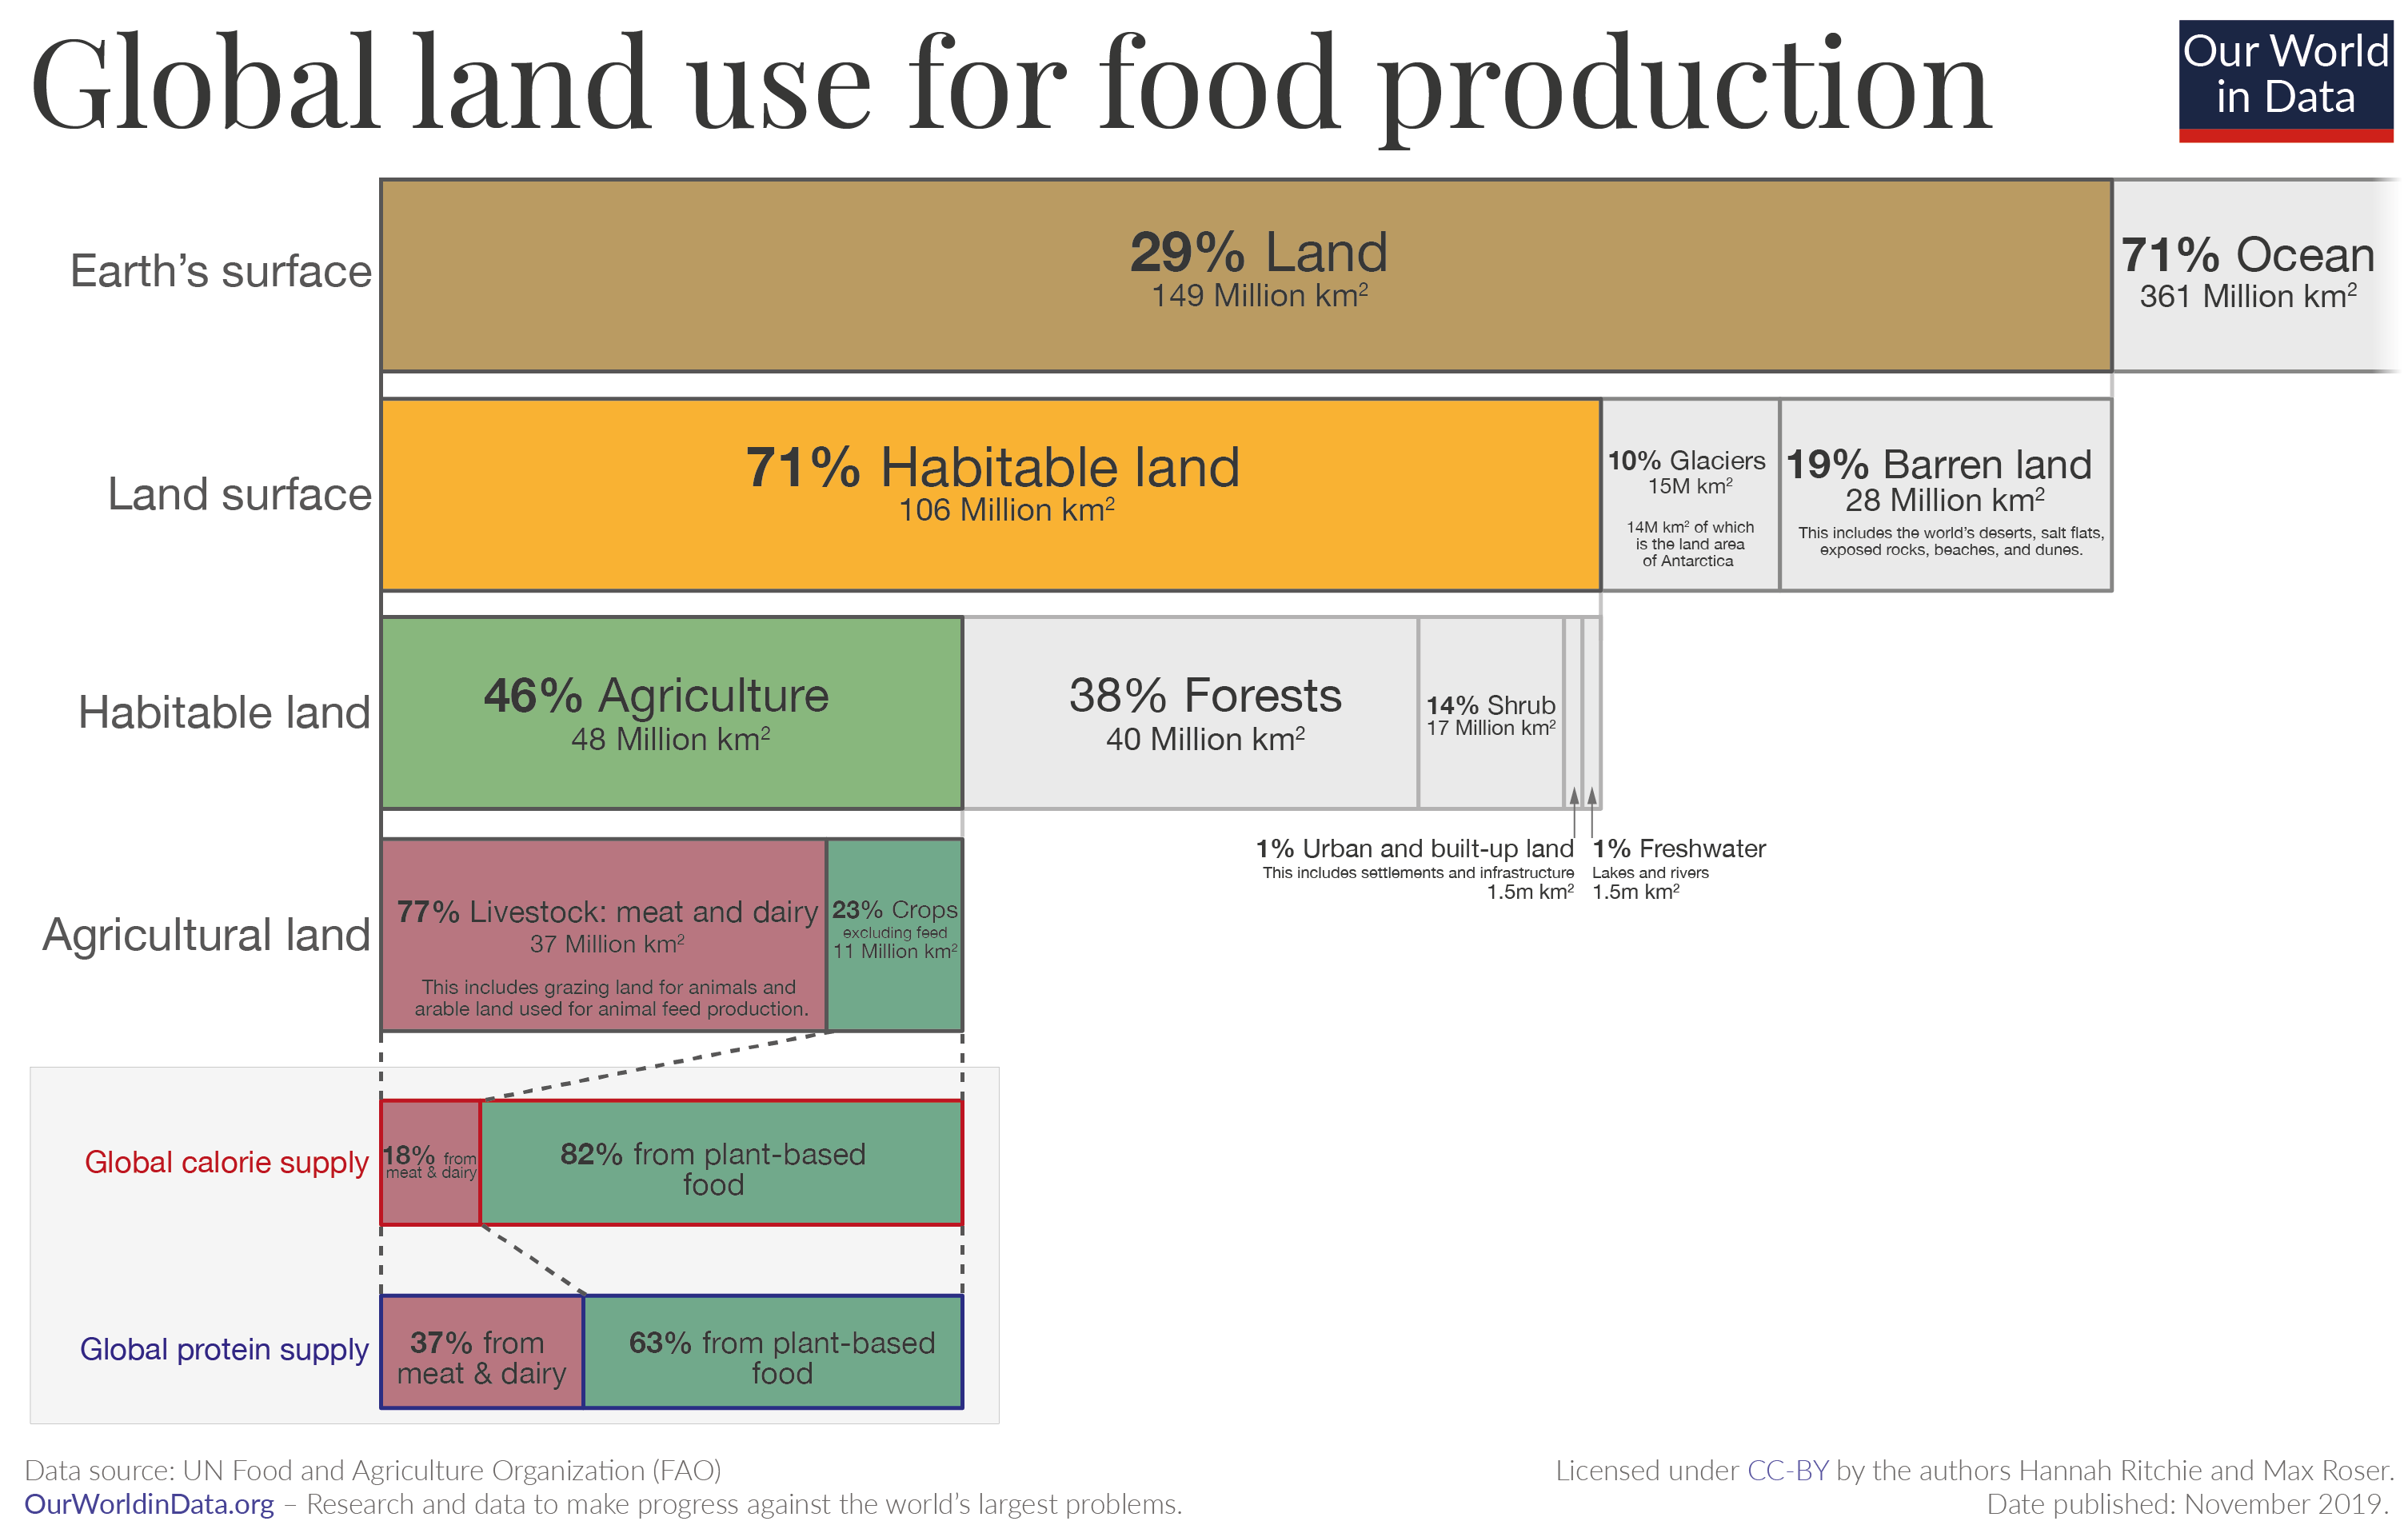 Global land use for food production
Our World
in Data
Earth’s surface
29% Land
149 Million km²
71% Ocean
361 Million km²
Land surface
71% Habitable land
106 Million km²
10% Glaciers
15M km²
14M km² of which
is the land area
of Antarctica
19% Barren land
28 Million km²
This includes the world’s deserts, salt flats,
exposed rocks, beaches, and dunes.
Habitable land
46% Agriculture
48 Million km²
38% Forests
40 Million km²
14% Shrub
17 Million km²
1% Urban and built-up land
This includes settlements and infrastructure
1.5m km²
1% Freshwater
Lakes and rivers
1.5m km²
Agricultural land
77% Livestock: meat and dairy
37 Million km²
This includes grazing land for animals and
arable land used for animal feed production.
23% Crops
excluding feed
11 Million km²
Global calorie supply
18% from
meat & dairy
82% from plant-based
food
Global protein supply
37% from
meat & dairy
63% from plant-based
food
Data source: UN Food and Agriculture Organization (FAO)
OurWorldinData.org – Research and data to make progress against the world’s largest problems.
Licensed under CC-BY by the authors Hannah Ritchie and Max Roser.
Date published: November 2019.